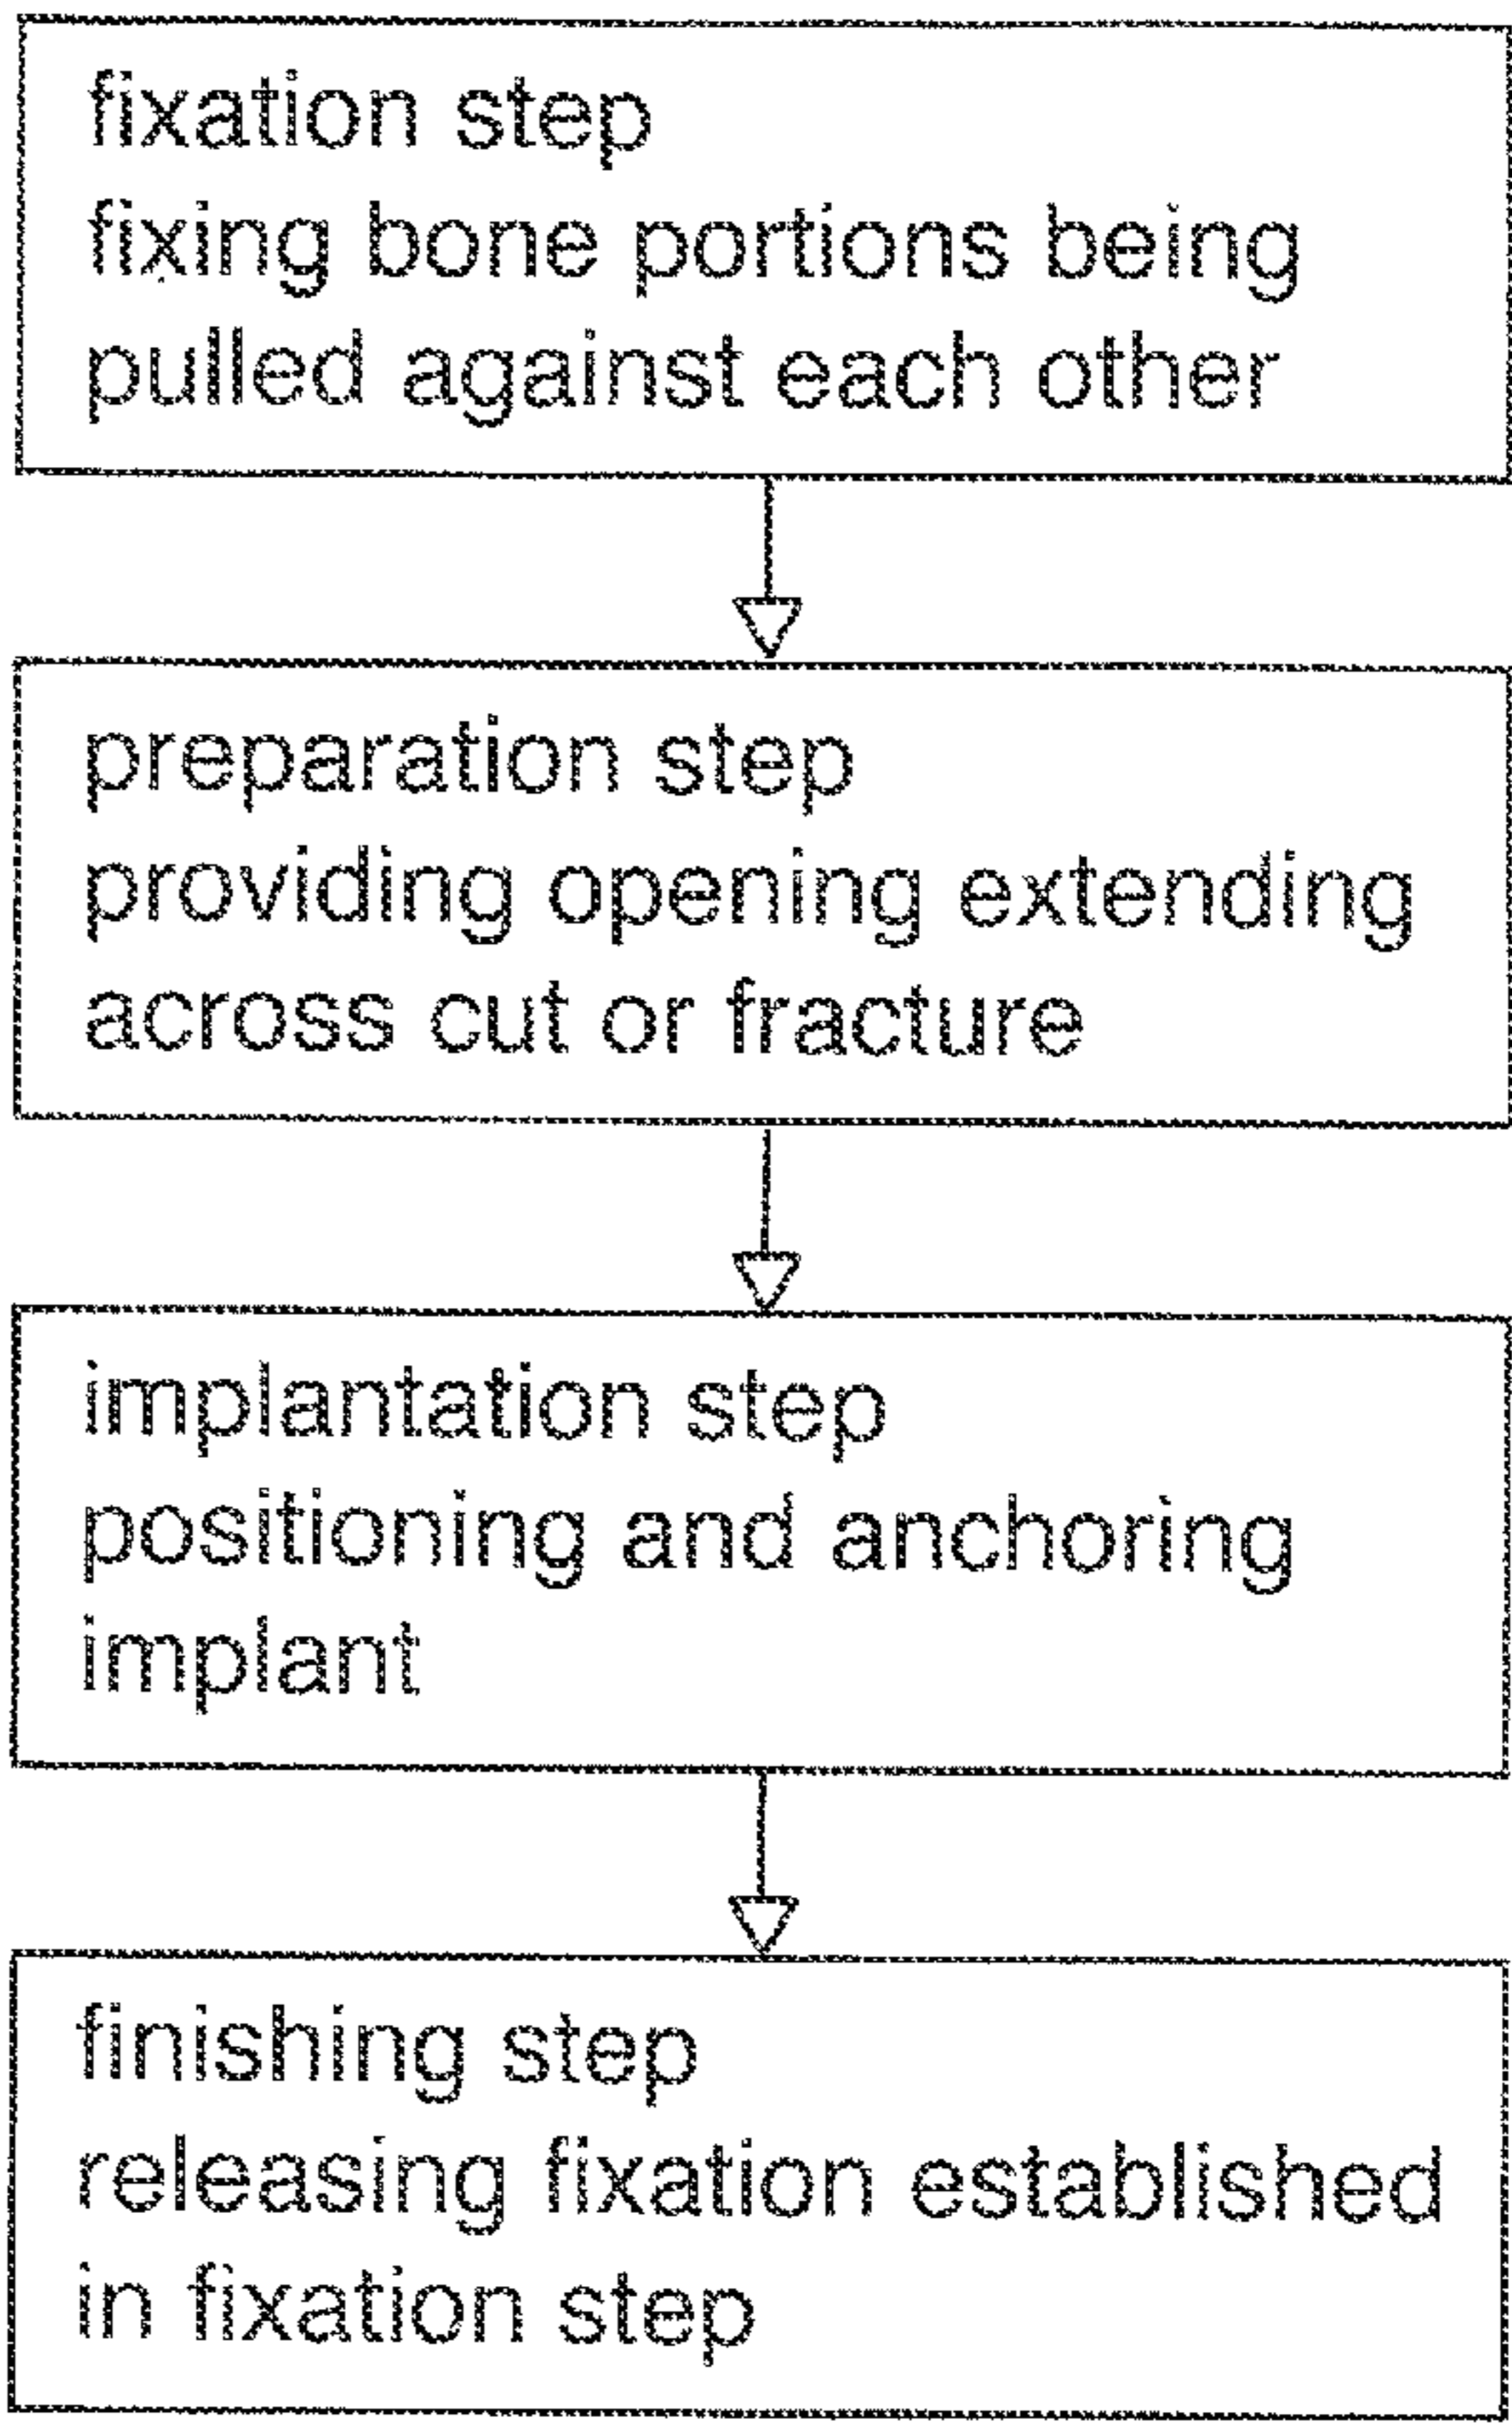 fixation step
fixing bone portions being
pulled against each other
preparation step
providing opening extending
across cut or fracture
implantation step
positioning and anchoring
implant
finishing step
releasing fixation established
in fixation step